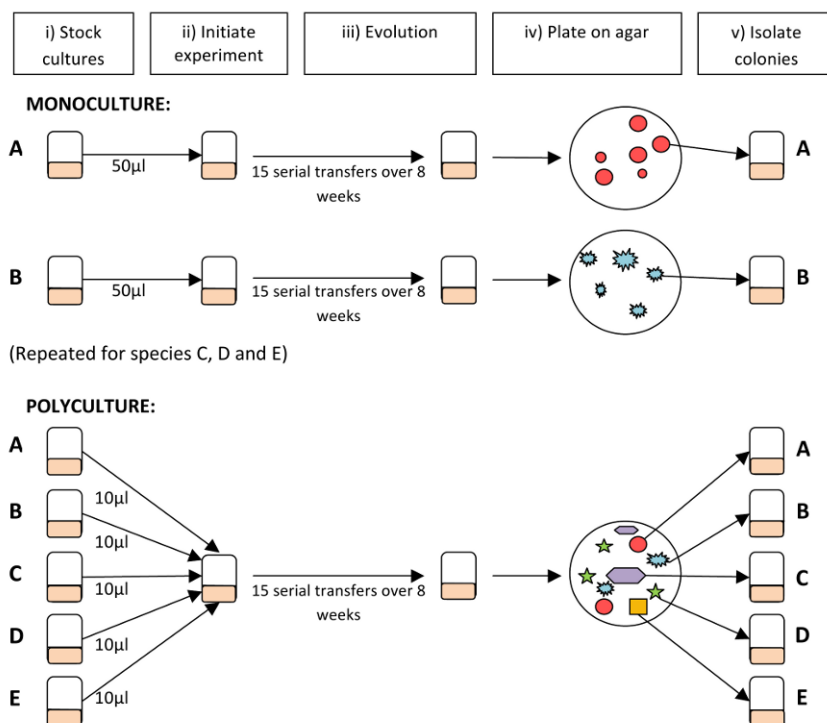 i) Stock
cultures
ii) Initiate
experiment
iii) Evolution
iv) Plate on agar
v) Isolate
colonies
MONOCULTURE:
A
50µl
15 serial transfers over 8
weeks
A
B
50µl
15 serial transfers over 8
weeks
B
(Repeated for species C, D and E)
POLYCULTURE:
A
A
10µl
B
B
10µl
C
10µl
15 serial transfers over 8
weeks
C
D
10µl
D
E
10µl
E